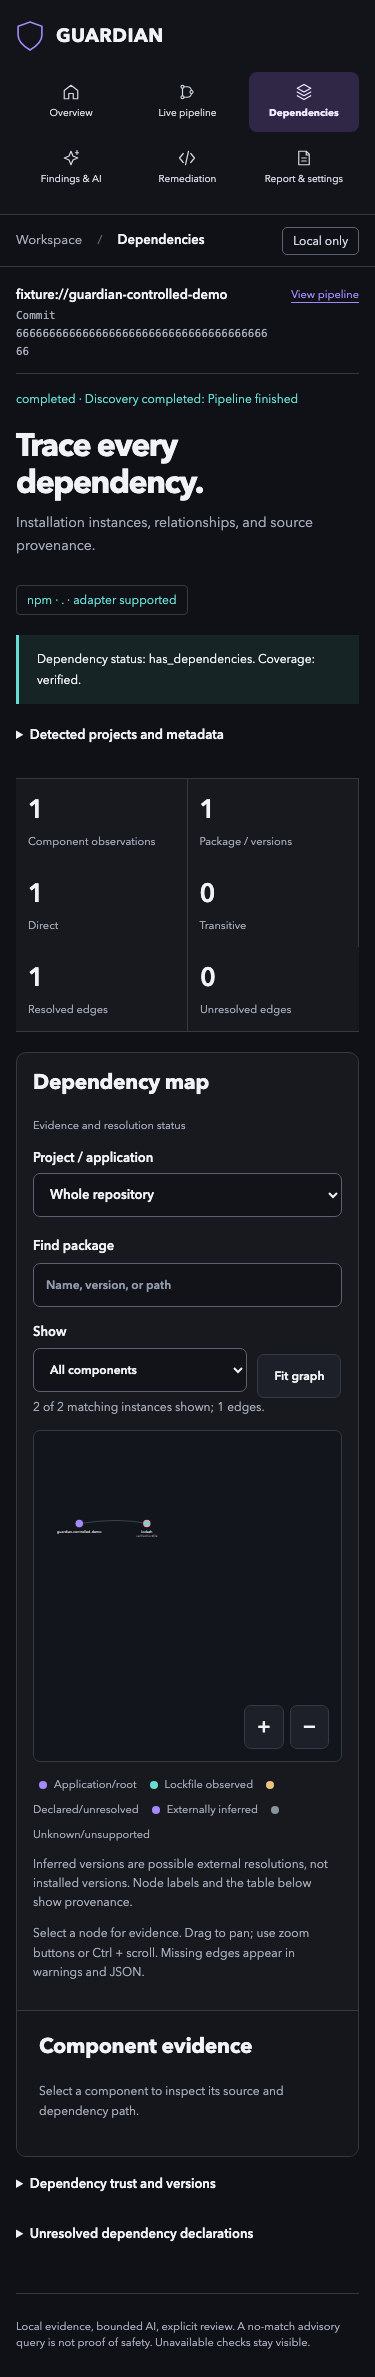 GUARDIAN
Overview
Live pipeline
Dependencies
Findings & AI
Remediation
Report & settings
Workspace / Dependencies
Local only
fixture://guardian-controlled-demo
View pipeline
Commit
66666666666666666666666666666666666666
66
completed · Discovery completed: Pipeline finished
Trace every
dependency.
Installation instances, relationships, and source
provenance.
npm · . · adapter supported
Dependency status: has_dependencies. Coverage:
verified.
Detected projects and metadata
1
Component observations
1
Package / versions
1
Direct
0
Transitive
1
Resolved edges
0
Unresolved edges
Dependency map
Evidence and resolution status
Project / application
Whole repository
Find package
Name, version, or path
Show
All components
Fit graph
2 of 2 matching instances shown; 1 edges.
guardian-controlled-demo
lodash
+ −
Application/root Lockfile observed
Declared/unresolved Externally inferred
Unknown/unsupported
Inferred versions are possible external resolutions, not
installed versions. Node labels and the table below
show provenance.
Select a node for evidence. Drag to pan; use zoom
buttons or Ctrl + scroll. Missing edges appear in
warnings and JSON.
Component evidence
Select a component to inspect its source and
dependency path.
Dependency trust and versions
Unresolved dependency declarations
Local evidence, bounded AI, explicit review. A no-match advisory
query is not proof of safety. Unavailable checks stay visible.